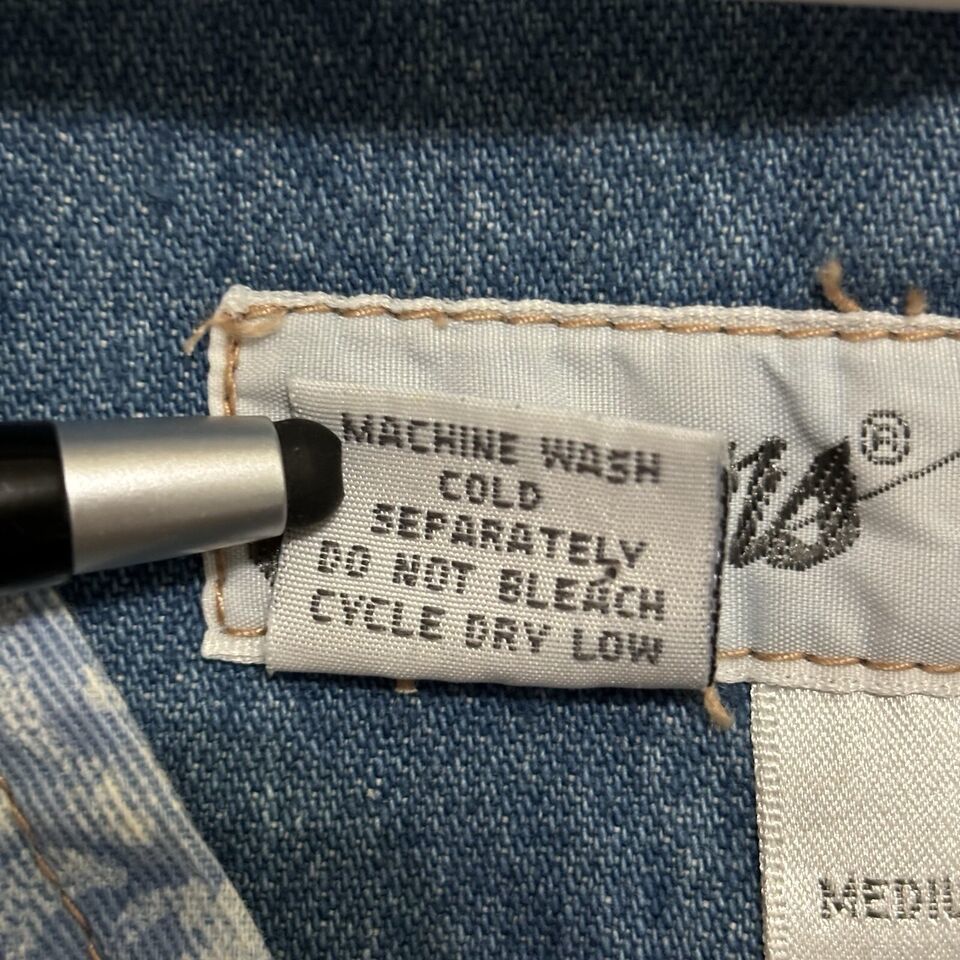 MACHINE WASH
COLD
SEPARATELY
DO NOT BLEACH
CYCLE DRY LOW
®